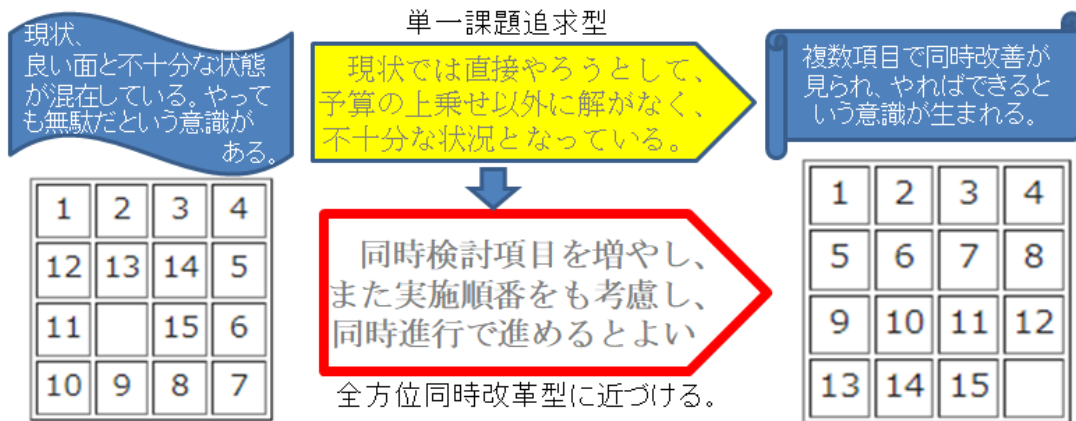 単一課題追求型
現状、
良い面と不十分な状態
が混在している。やって
も無駄だという意識が
ある。
現状では直接やろうとして、
予算の上乗せ以外に解がなく、
不十分な状況となっている。
複数項目で同時改善が
見られ、やればできると
いう意識が生まれる。
1 2 3 4
12 13 14 5
11 15 6
10 9 8 7
同時検討項目を増やし、
また実施順番をも考慮し、
同時進行で進めるとよい
全方位同時改革型に近づける。
1 2 3 4
5 6 7 8
9 10 11 12
13 14 15